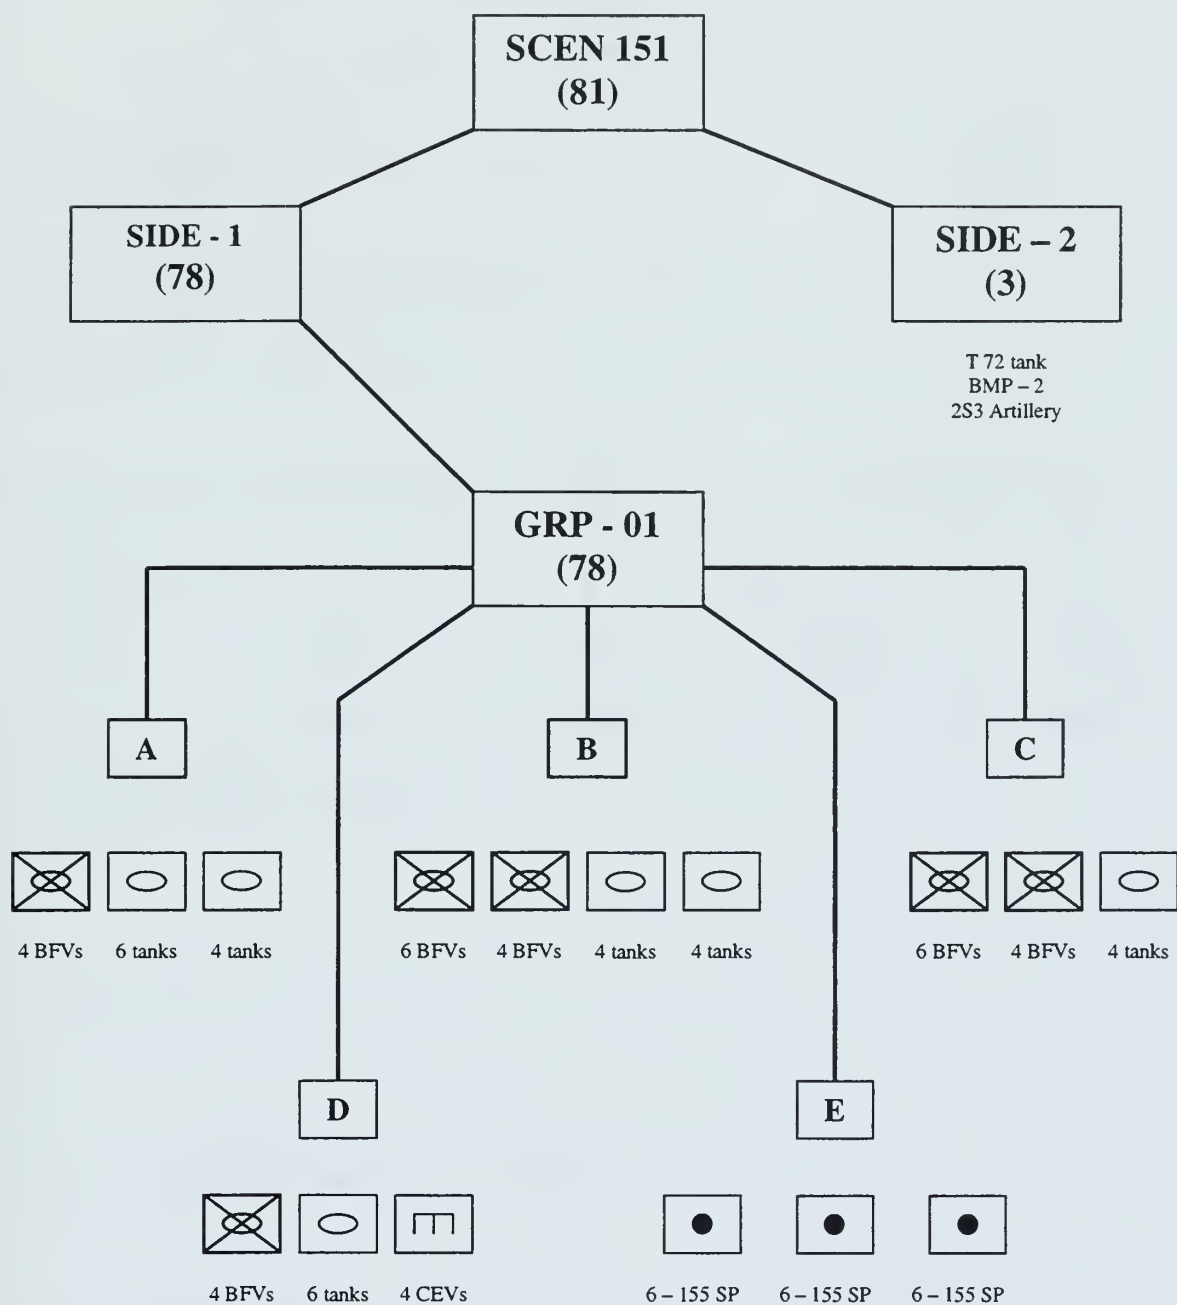 SCEN 151
(81)
SIDE - 1
(78)
SIDE – 2
(3)
T 72 tank
BMP – 2
2S3 Artillery
GRP - 01
(78)
A
B
C
4 BFVs 6 tanks 4 tanks
6 BFVs 4 BFVs 4 tanks 4 tanks
6 BFVs 4 BFVs 4 tanks
D
E
4 BFVs 6 tanks 4 CEVs
6 – 155 SP 6 – 155 SP 6 – 155 SP